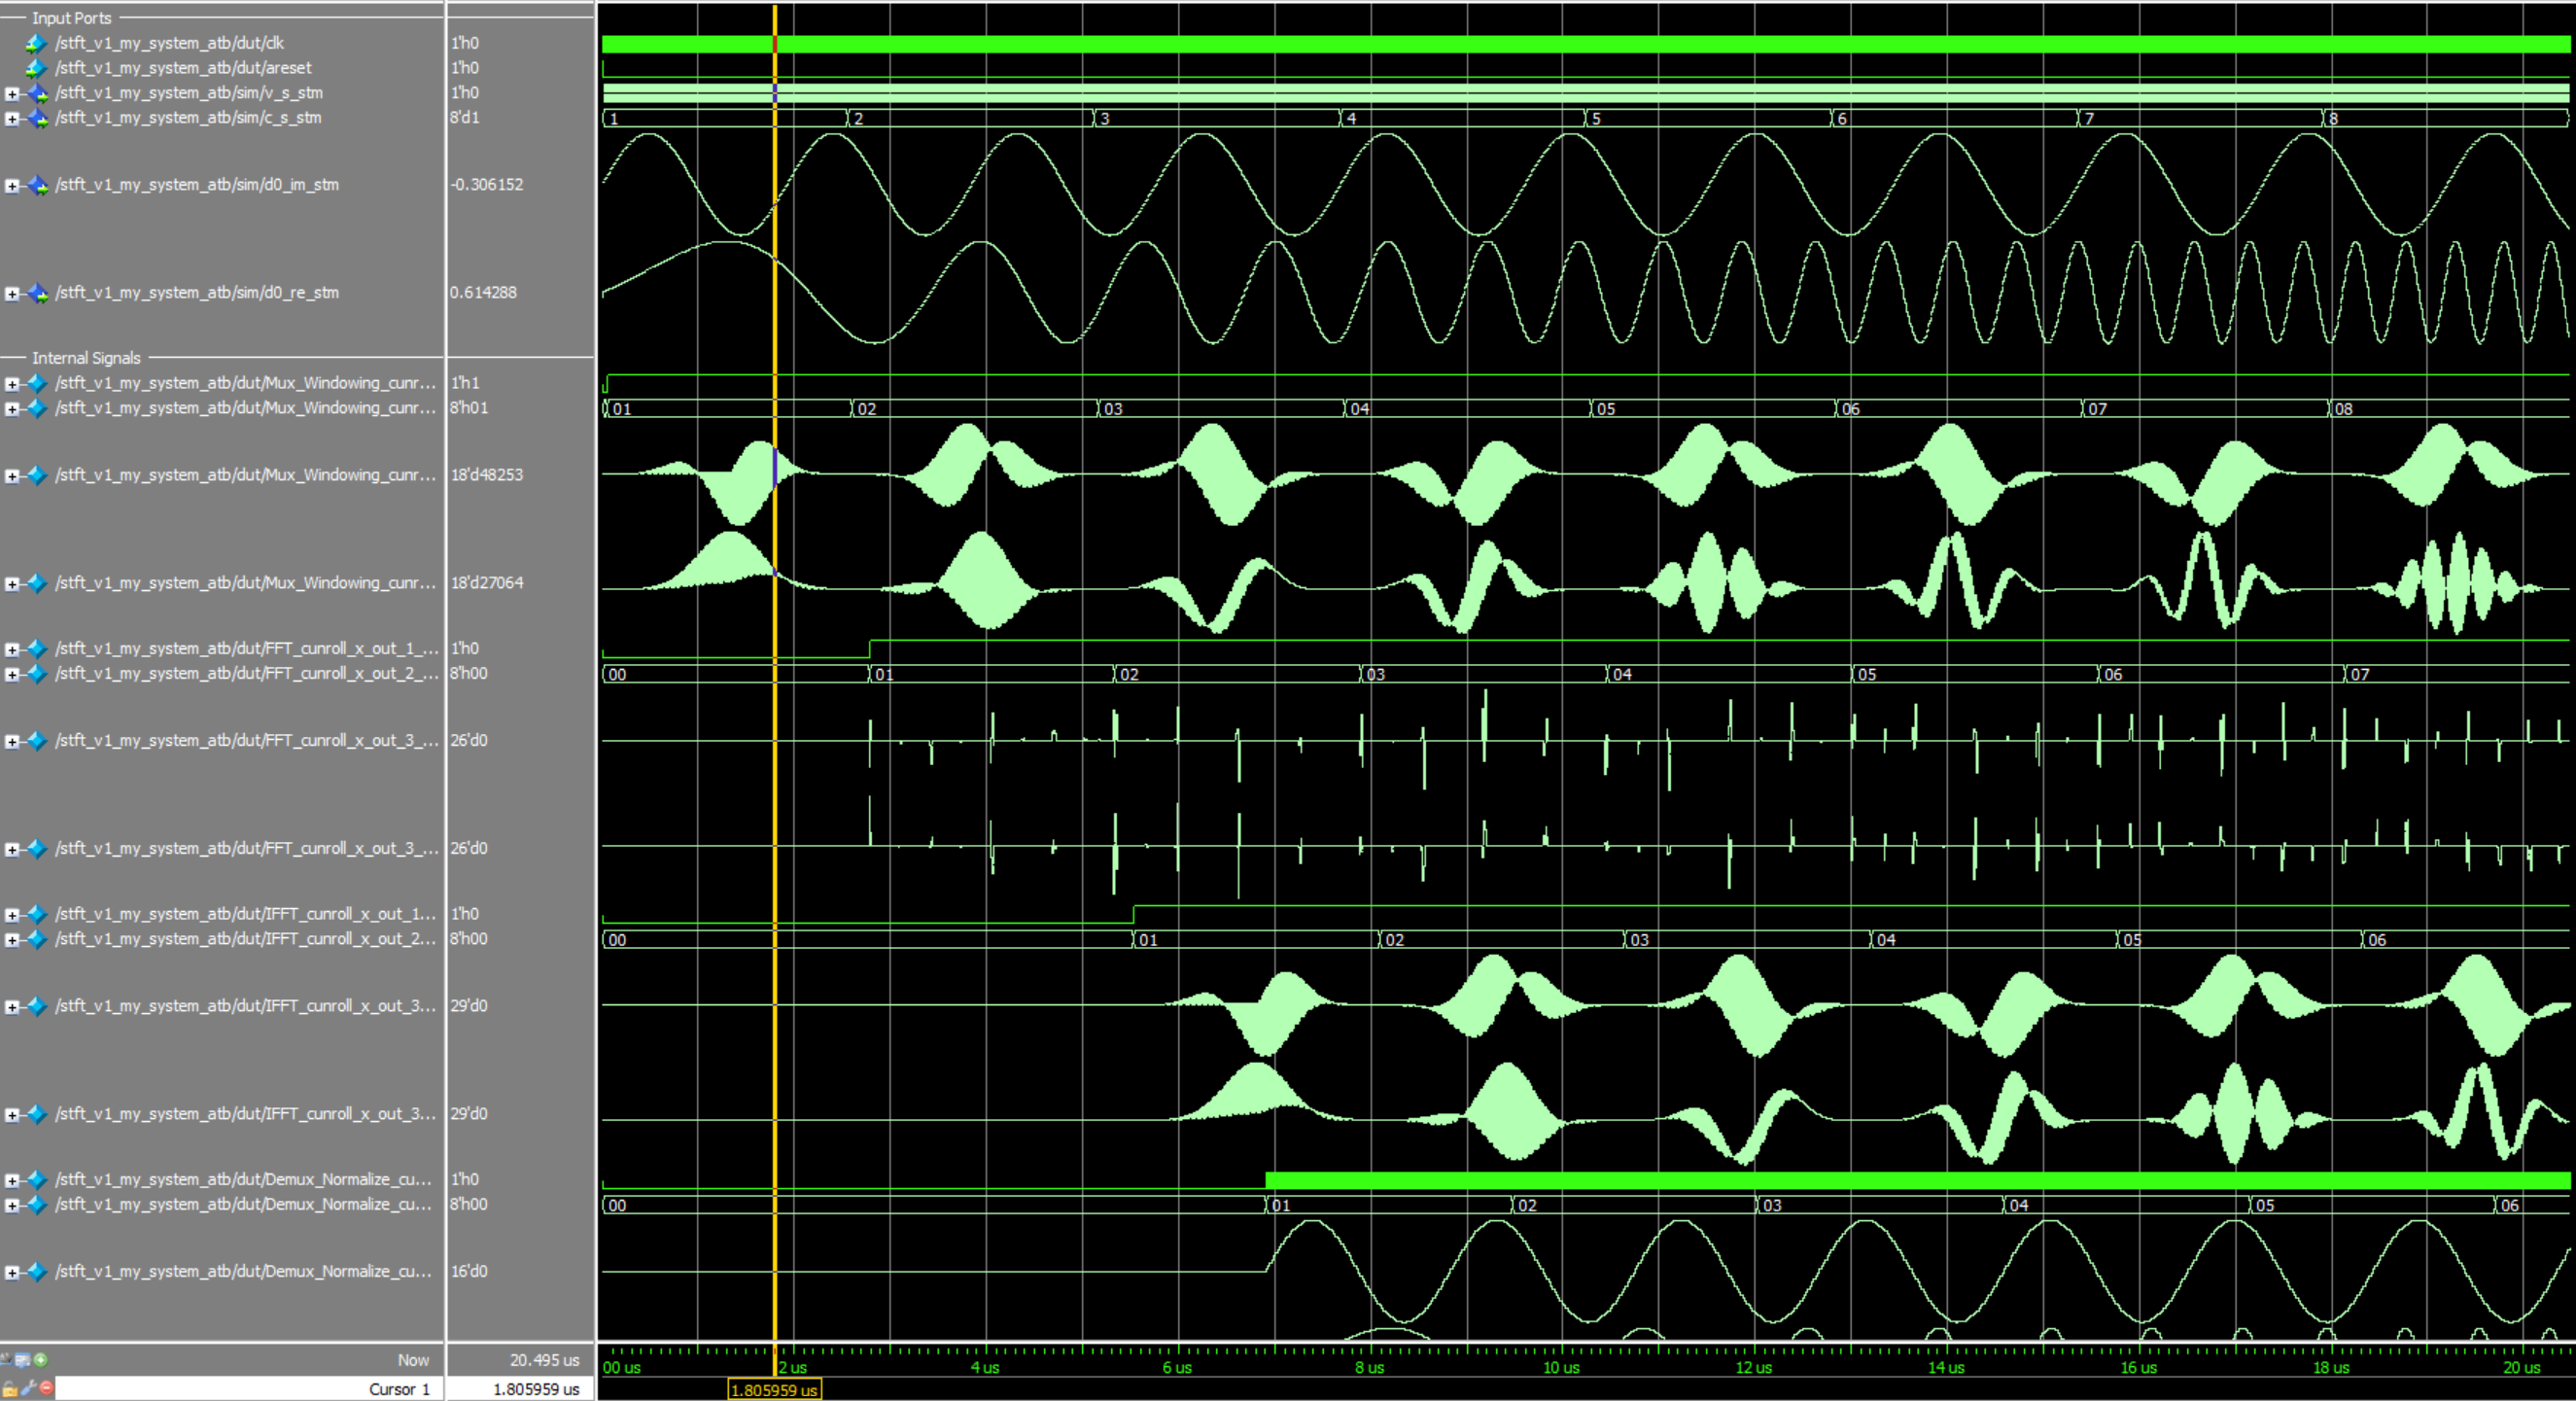 Input Ports
/stft_v1_my_system_atb/dut/clk 1'h0
/stft_v1_my_system_atb/dut/areset 1'h0
/stft_v1_my_system_atb/sim/v_s_stm 1'h0
/stft_v1_my_system_atb/sim/c_s_stm 8'd1 1 2 3 4 5 6 7 8
/stft_v1_my_system_atb/sim/d0_im_stm -0.306152
/stft_v1_my_system_atb/sim/d0_re_stm 0.614288
Internal Signals
/stft_v1_my_system_atb/dut/Mux_Windowing_cunr... 1'h1
/stft_v1_my_system_atb/dut/Mux_Windowing_cunr... 8'h01 01 02 03 04 05 06 07 08
/stft_v1_my_system_atb/dut/Mux_Windowing_cunr... 18'd48253
/stft_v1_my_system_atb/dut/Mux_Windowing_cunr... 18'd27064
/stft_v1_my_system_atb/dut/FFT_cunroll_x_out_1_... 1'h0
/stft_v1_my_system_atb/dut/FFT_cunroll_x_out_2_... 8'h00 00 01 02 03 04 05 06 07
/stft_v1_my_system_atb/dut/FFT_cunroll_x_out_3_... 26'd0
/stft_v1_my_system_atb/dut/FFT_cunroll_x_out_3_... 26'd0
/stft_v1_my_system_atb/dut/IFFT_cunroll_x_out_1... 1'h0
/stft_v1_my_system_atb/dut/IFFT_cunroll_x_out_2... 8'h00 00 01 02 03 04 05 06
/stft_v1_my_system_atb/dut/IFFT_cunroll_x_out_3... 29'd0
/stft_v1_my_system_atb/dut/IFFT_cunroll_x_out_3... 29'd0
/stft_v1_my_system_atb/dut/Demux_Normalize_cu... 1'h0
/stft_v1_my_system_atb/dut/Demux_Normalize_cu... 8'h00 00 01 02 03 04 05 06
/stft_v1_my_system_atb/dut/Demux_Normalize_cu... 16'd0
Now 20.495 us 00 us 2 us 4 us 6 us 8 us 10 us 12 us 14 us 16 us 18 us 20 us
Cursor 1 1.805959 us 1.805959 us